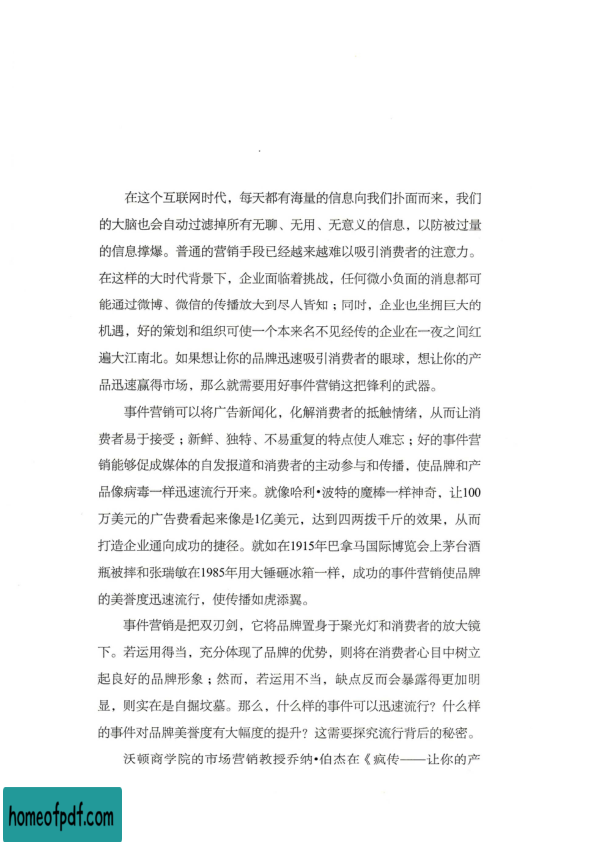 在这个互联网时代，每天都有海量的信息向我们扑面而来，我们
的大脑也会自动过滤掉所有无聊、无用、无意义的信息，以防被过量
的信息撑爆。普通的营销手段已经越来越难以吸引消费者的注意力。
在这样的大时代背景下，企业面临着挑战，任何微小负面的消息都可
能通过微博、微信的传播放大到尽人皆知；同时，企业也坐拥巨大的
机遇，好的策划和组织可使一个本来名不见经传的企业在一夜之间红
遍大江南北。如果想让你的品牌迅速吸引消费者的眼球，想让你的产
品迅速赢得市场，那么就需要用好事件营销这把锋利的武器。
事件营销可以将广告新闻化，化解消费者的抵触情绪，从而让消
费者易于接受；新鲜、独特、不易重复的特点使人难忘；好的事件营
销能够促成媒体的自发报道和消费者的主动参与和传播，使品牌和产
品像病毒一样迅速流行开来。就像哈利•波特的魔棒一样神奇，让100
万美元的广告费看起来像是1亿美元，达到四两拨千斤的效果，从而
打造企业通向成功的捷径。就如在1915年巴拿马国际博览会上茅台酒
瓶被摔和张瑞敏在1985年用大锤砸冰箱一样，成功的事件营销使品牌
的美誉度迅速流行，使传播如虎添翼。
事件营销是把双刃剑，它将品牌置身于聚光灯和消费者的放大镜
下。若运用得当，充分体现了品牌的优势，则将在消费者心目中树立
起良好的品牌形象；然而，若运用不当，缺点反而会暴露得更加明
显，则实在是自掘坟墓。那么，什么样的事件可以迅速流行？什么样
的事件对品牌美誉度有大幅度的提升？这需要探究流行背后的秘密。
沃顿商学院的市场营销教授乔纳•伯杰在《疯传——让你的产
homeofpdf.com